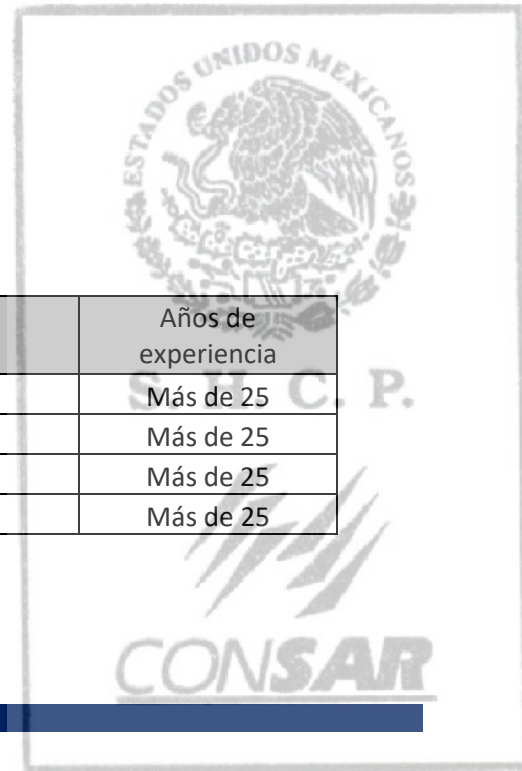 ESTADOS UNIDOS MEXICANOS
Años de
experiencia
S. H. C. P.
Más de 25
Más de 25
Más de 25
Más de 25
CONSAR